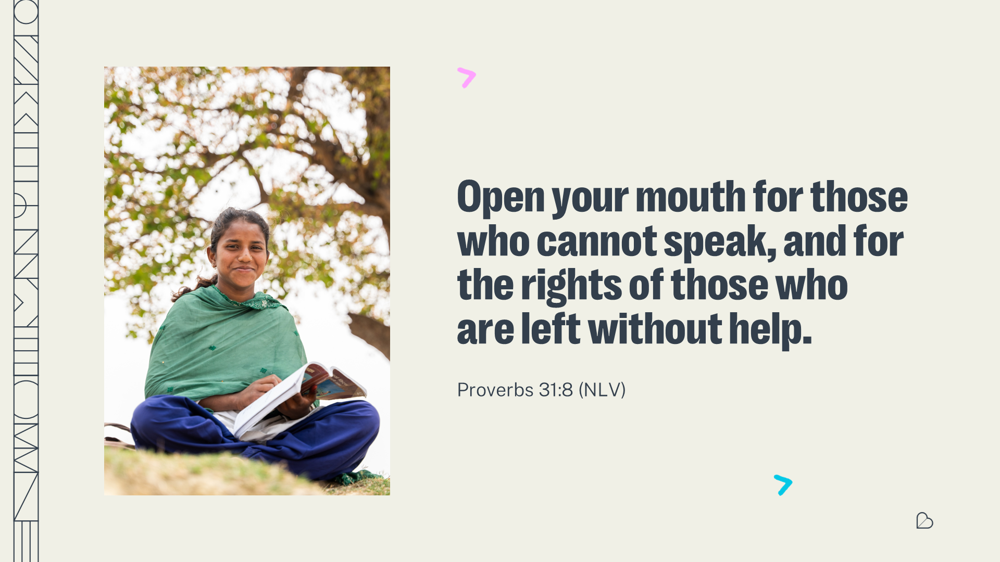 Open your mouth for those
who cannot speak, and for
the rights of those who
are left without help.
Proverbs 31:8 (NLV)